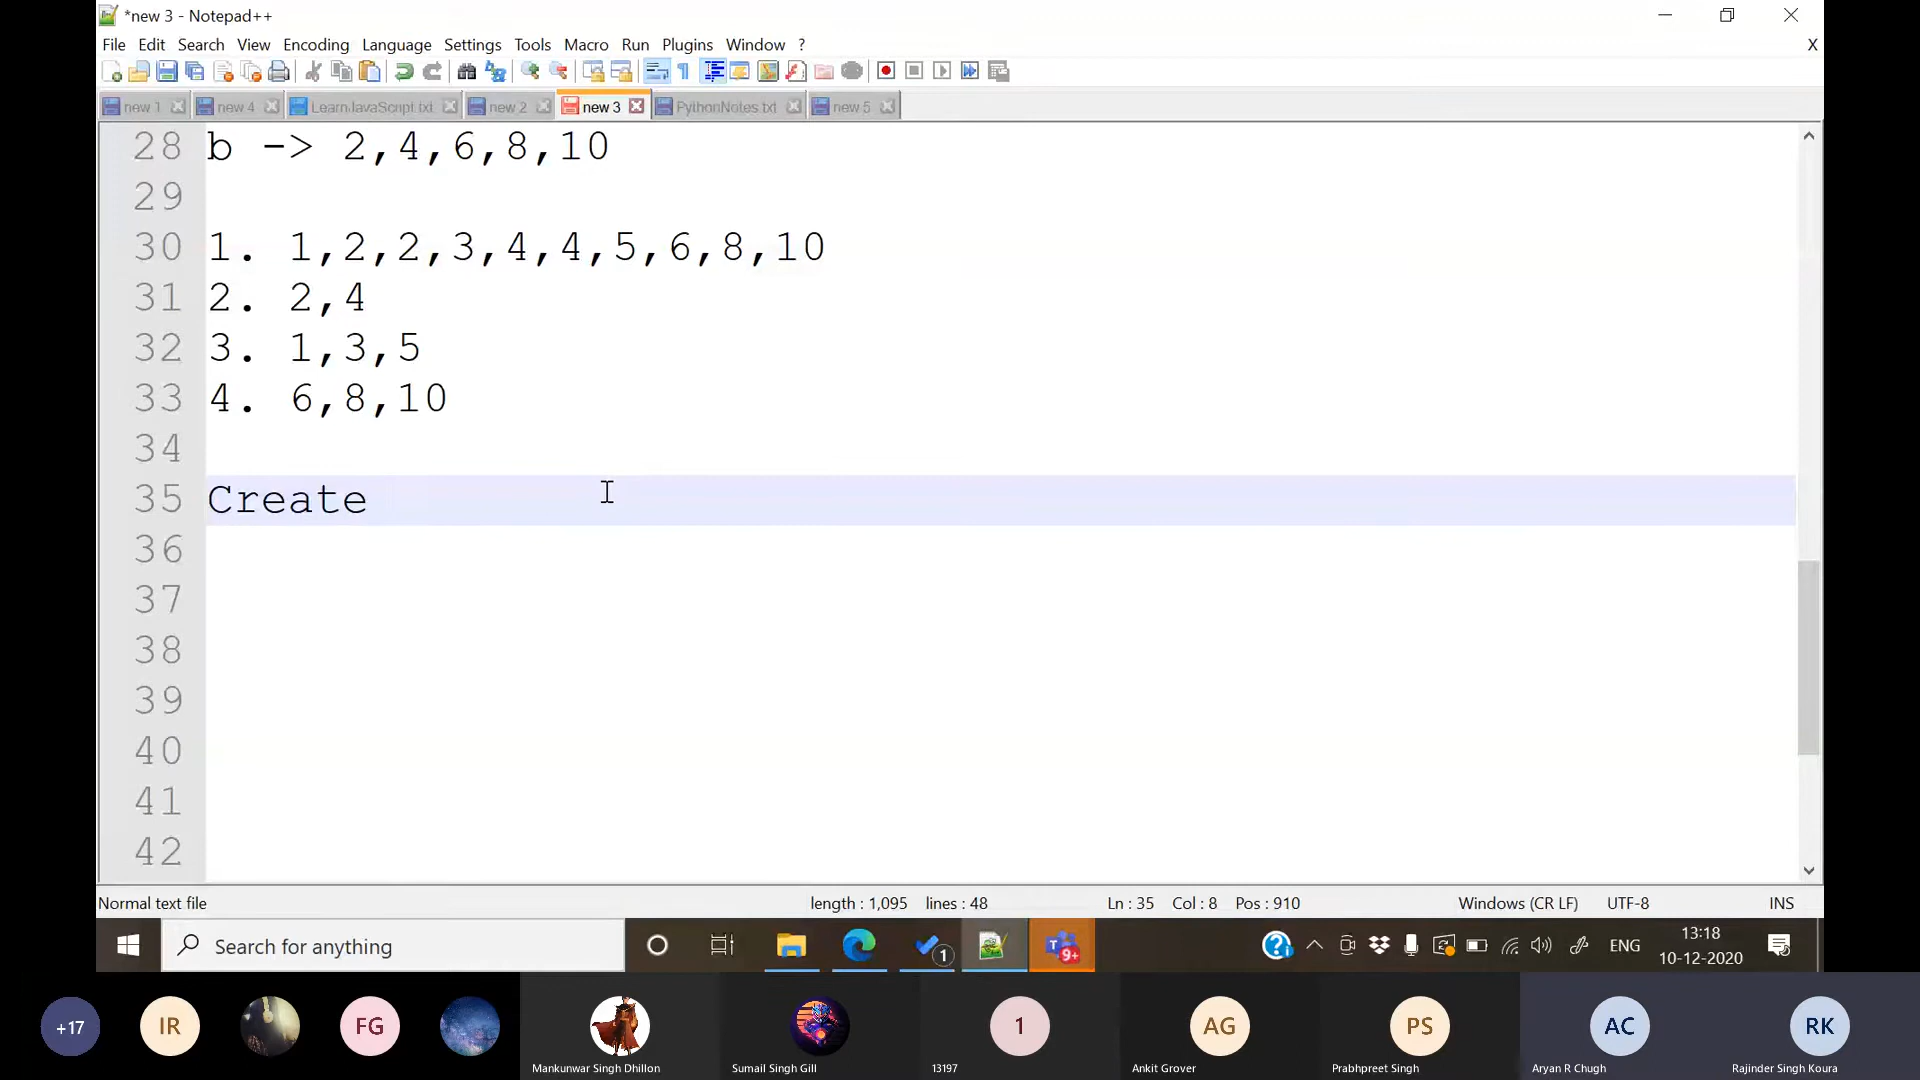 *new 3 - Notepad++
File Edit Search View Encoding Language Settings Tools Macro Run Plugins Window ? X
new 1 new 4 LearnJavaScript.txt new 2 new 3 PythonNotes.txt new 5
28 b -> 2,4,6,8,10
29
30 1. 1,2,2,3,4,4,5,6,8,10
31 2. 2,4
32 3. 1,3,5
33 4. 6,8,10
34
35 Create
36
37
38
39
40
41
42
Normal text file length : 1,095 lines : 48 Ln : 35 Col : 8 Pos : 910 Windows (CR LF) UTF-8 INS
Search for anything 1 9+ ENG 13:18
10-12-2020
+17 IR FG 1 AG PS AC RK
Mankunwar Singh Dhillon Sumail Singh Gill 13197 Ankit Grover Prabhpreet Singh Aryan R Chugh Rajinder Singh Koura